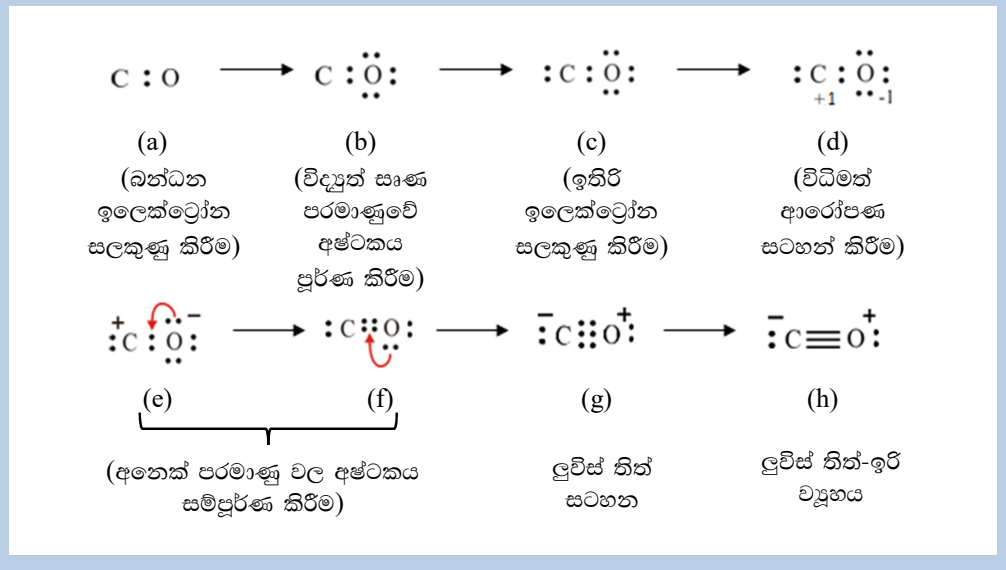 C : O → C : O : → : C : O : → : C : O :
+1 -1
(a) (b) (c) (d)
(බන්ධන
ඉලෙක්ට්‍රෝන
සලකුණු කිරීම)
(විද්‍යුත් සෘණ
පරමාණුවේ
අෂ්ටකය
පූර්ණ කිරීම)
(ඉතිරි
ඉලෙක්ට්‍රෝන
සලකුණු කිරීම)
(විධිමත්
ආරෝපණ
සටහන් කිරීම)
+ : C : O : − → : C :: O : → − : C ⫶ O : + → − : C ≡ O : +
(e) (f) (g) (h)
(අනෙක් පරමාණු වල අෂ්ටකය
සම්පූර්ණ කිරීම)
ලුවිස් තිත්
සටහන
ලුවිස් තිත්-ඉරි
ව්‍යූහය